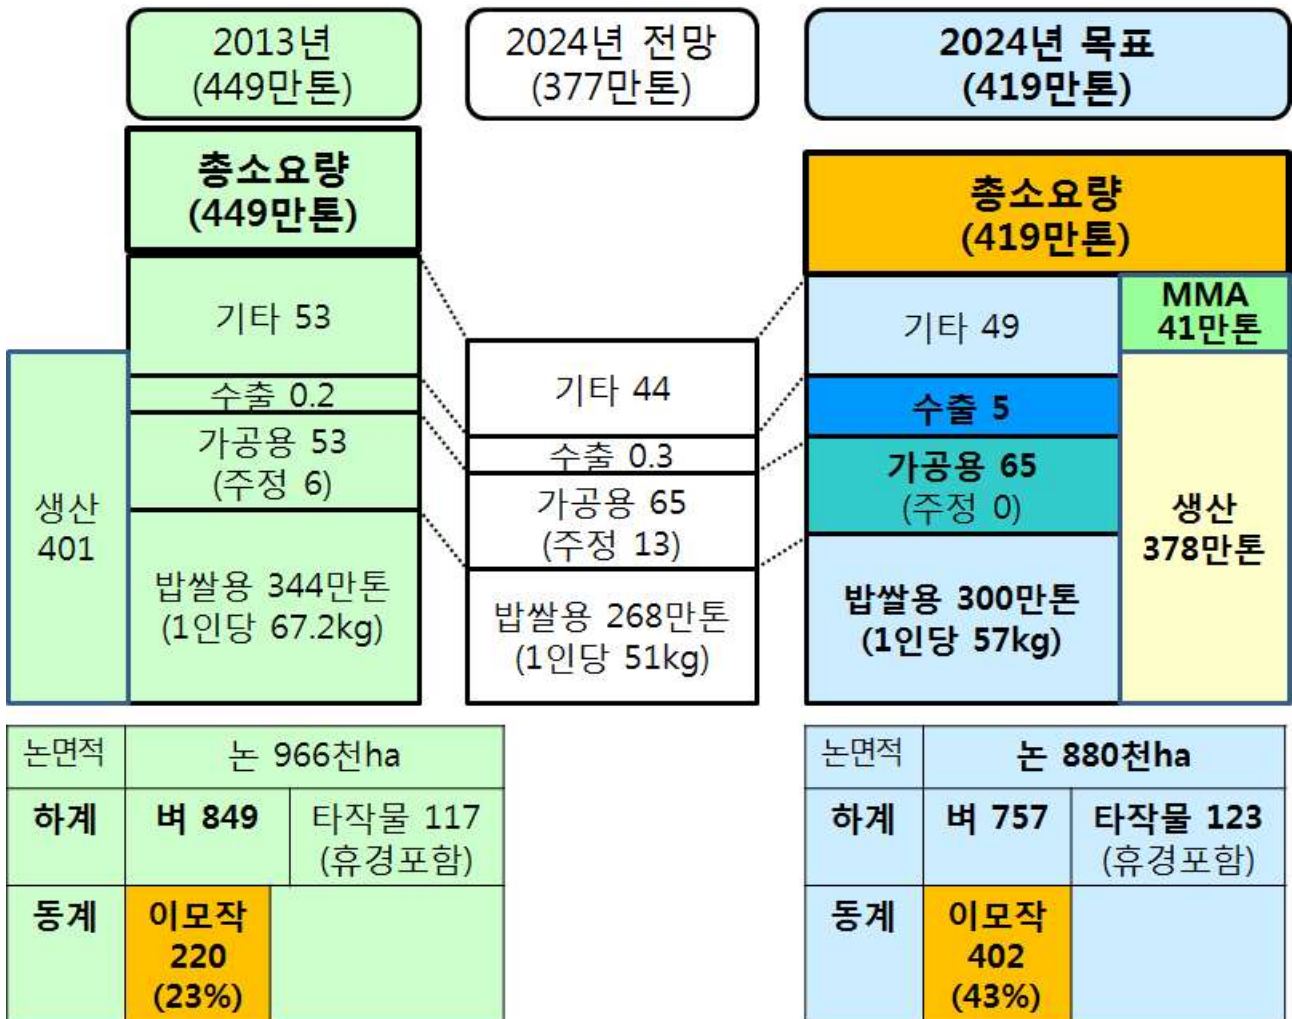 2013년
(449만톤)
2024년 전망
(377만톤)
2024년 목표
(419만톤)
총소요량
(449만톤)
기타 53
수출 0.2
가공용 53
(주정 6)
밥쌀용 344만톤
(1인당 67.2kg)
생산
401
기타 44
수출 0.3
가공용 65
(주정 13)
밥쌀용 268만톤
(1인당 51kg)
총소요량
(419만톤)
기타 49
수출 5
가공용 65
(주정 0)
밥쌀용 300만톤
(1인당 57kg)
MMA
41만톤
생산
378만톤
논면적
논 966천ha
하계
벼 849
타작물 117
(휴경포함)
동계
이모작
220
(23%)
논면적
논 880천ha
하계
벼 757
타작물 123
(휴경포함)
동계
이모작
402
(43%)